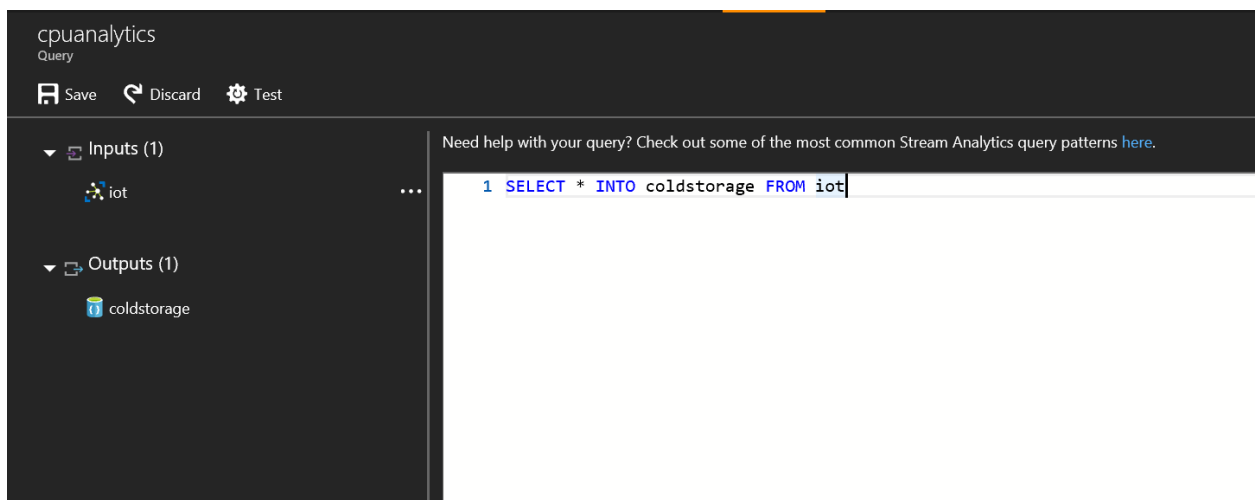 cpuanalytics
Query
Save Discard Test
Inputs (1)
iot
Outputs (1)
coldstorage
Need help with your query? Check out some of the most common Stream Analytics query patterns here.
1 SELECT * INTO coldstorage FROM iot